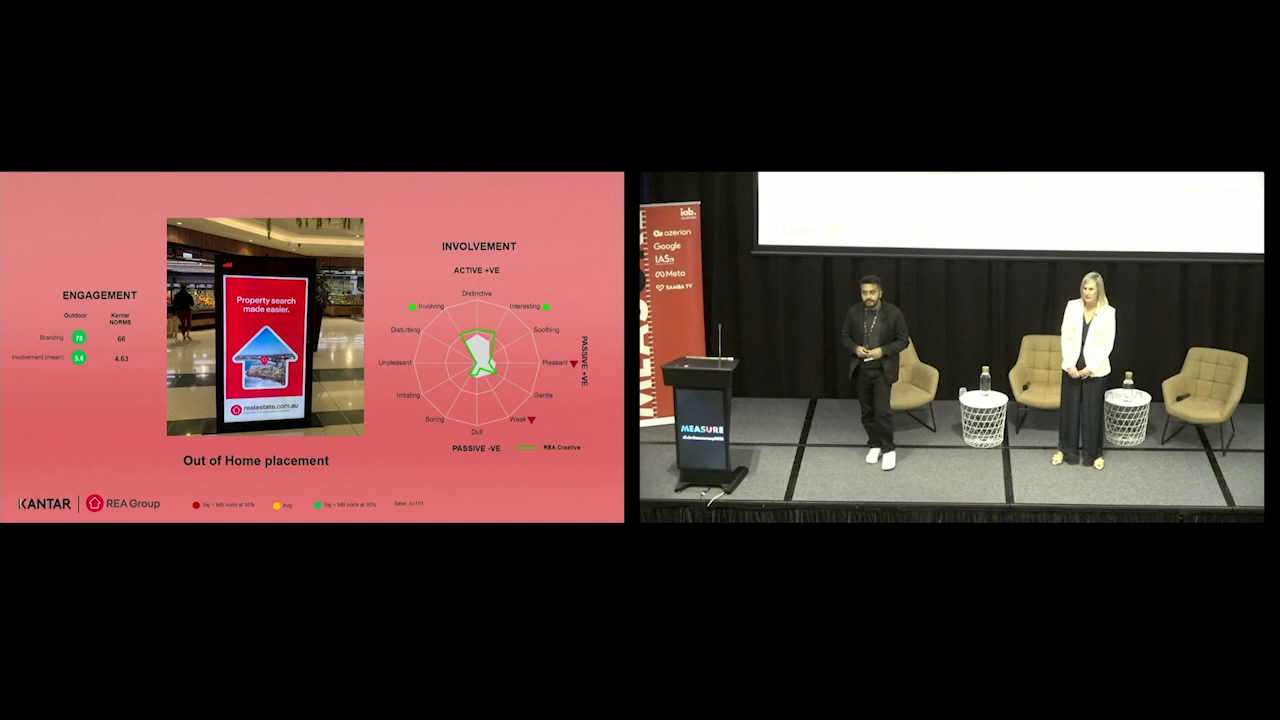 ENGAGEMENT
Outdoor
Kantar
NORMS
Branding
78
66
Involvement (mean)
5.6
4.63
Property search
made easier.
realestate.com.au
Out of Home placement
INVOLVEMENT
ACTIVE +VE
Distinctive
Involving
Interesting
Disturbing
Soothing
Unpleasant
Pleasant
PASSIVE +VE
Irritating
Gentle
Boring
Weak
Dull
PASSIVE -VE
REA Creative
KANTAR
REA Group
Avg
iab.
azerion
Google
IAS
Meta
SAMBA TV
MEASURE